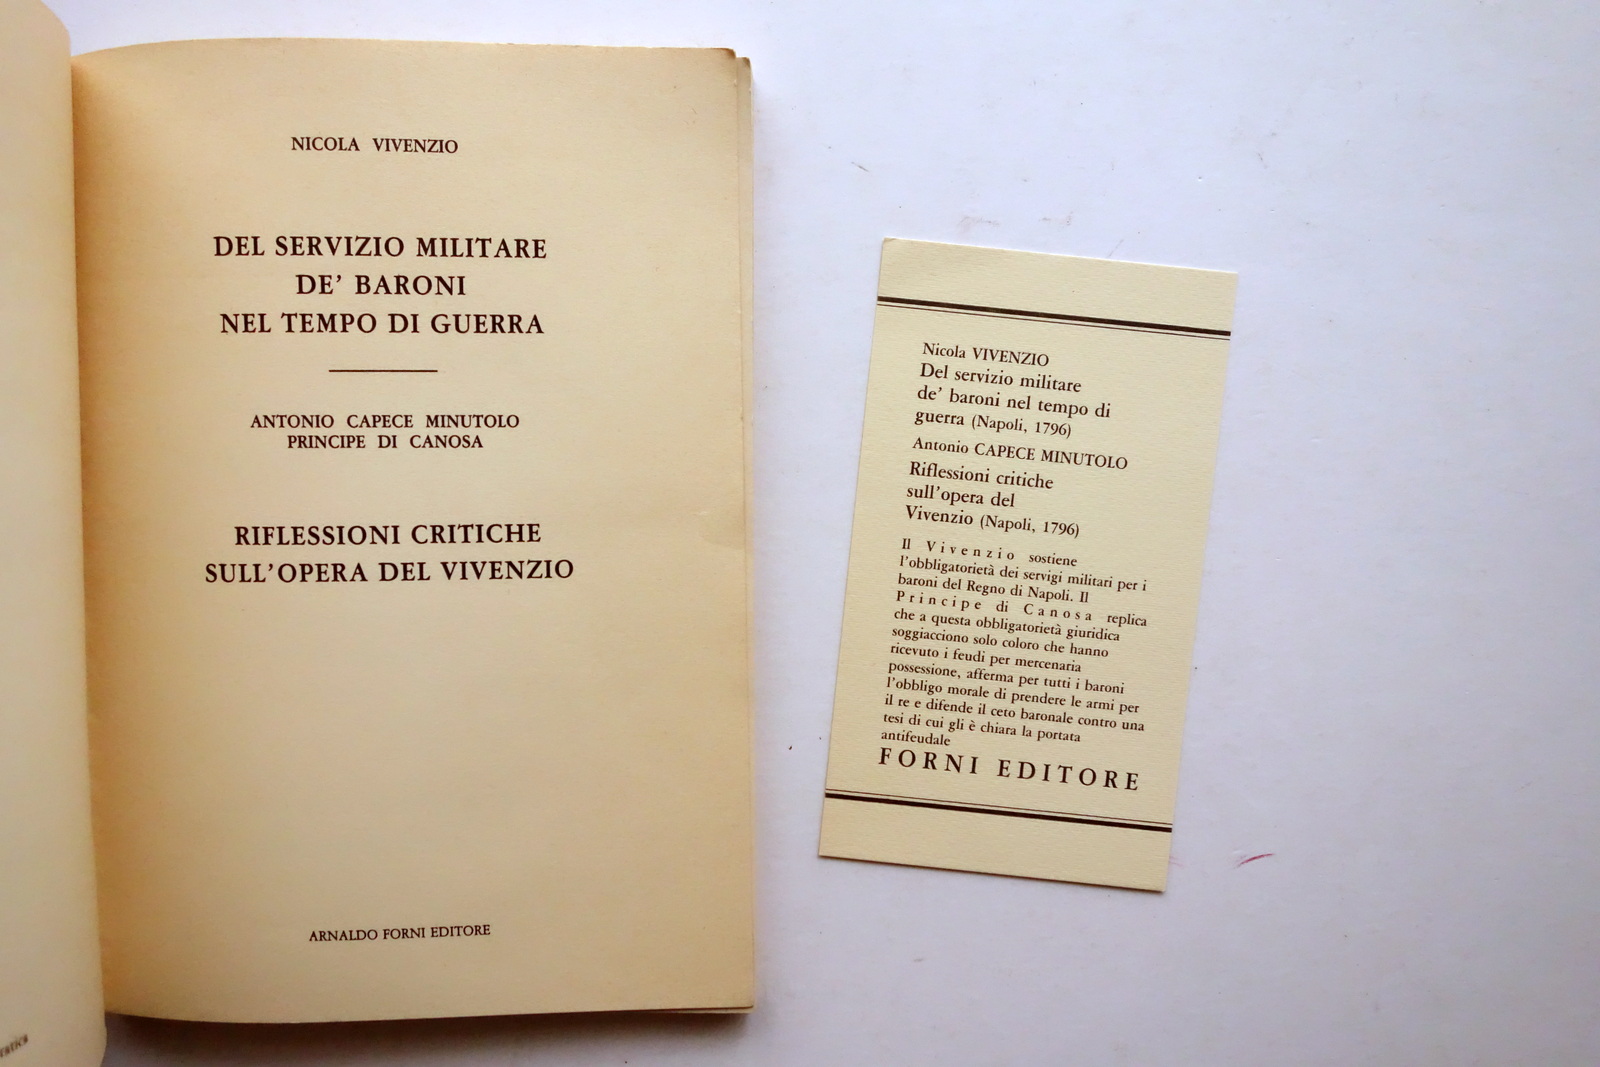 NICOLA VIVENZIO
DEL SERVIZIO MILITARE
DE' BARONI
NEL TEMPO DI GUERRA
ANTONIO CAPECE MINUTOLO
PRINCIPE DI CANOSA
RIFLESSIONI CRITICHE
SULL'OPERA DEL VIVENZIO
ARNALDO FORNI EDITORE
Nicola VIVENZIO
Del servizio militare
de' baroni nel tempo di
guerra (Napoli, 1796)
Antonio CAPECE MINUTOLO
Riflessioni critiche
sull'opera del
Vivenzio (Napoli, 1796)
Il Vivenzio sostiene
l'obbligatorietà dei servigi militari per i
baroni del Regno di Napoli. Il
Principe di Canosa replica
che a questa obbligatorietà giuridica
soggiacciono solo coloro che hanno
ricevuto i feudi per mercenaria
possessione, afferma per tutti i baroni
l'obbligo morale di prendere le armi per
il re e difende il ceto baronale contro una
tesi di cui gli è chiara la portata
antifeudale
FORNI EDITORE